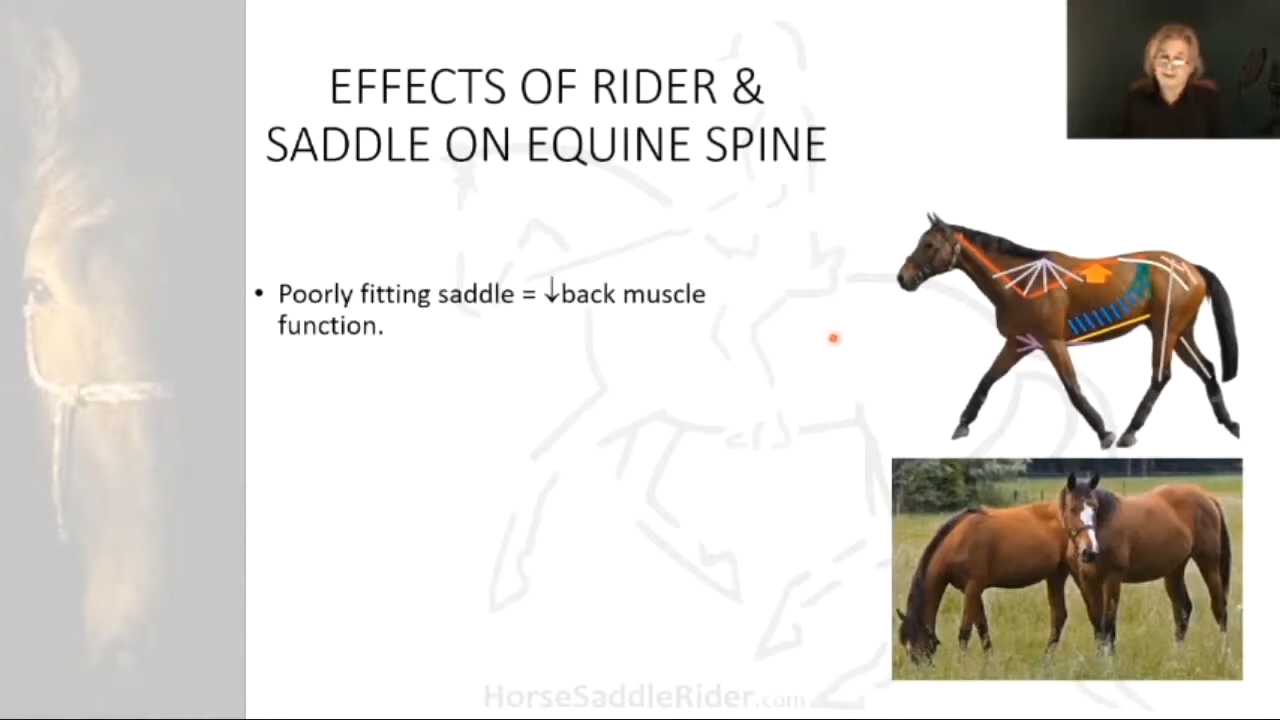 EFFECTS OF RIDER &
SADDLE ON EQUINE SPINE
• Poorly fitting saddle = ↓back muscle
function.
HorseSaddleRider.com